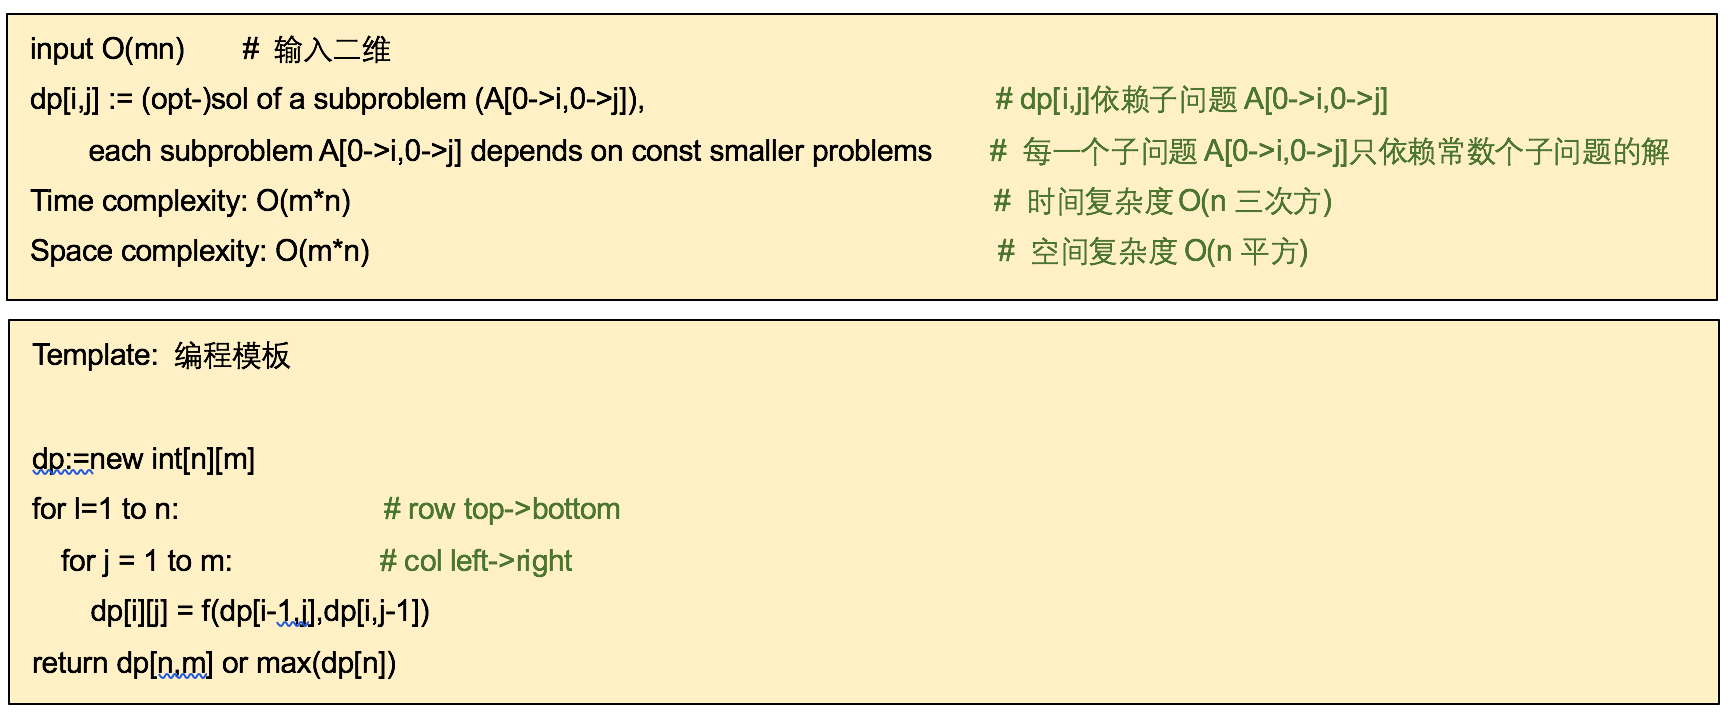 input O(mn) # 输入二维
dp[i,j] := (opt-)sol of a subproblem (A[0->i,0->j]), # dp[i,j]依赖子问题 A[0->i,0->j]
each subproblem A[0->i,0->j] depends on const smaller problems # 每一个子问题 A[0->i,0->j]只依赖常数个子问题的解
Time complexity: O(m*n) # 时间复杂度 O(n 三次方)
Space complexity: O(m*n) # 空间复杂度 O(n 平方)
Template: 编程模板
dp:=new int[n][m]
for I=1 to n: # row top->bottom
for j = 1 to m: # col left->right
dp[i][j] = f(dp[i-1,j],dp[i,j-1])
return dp[n,m] or max(dp[n])